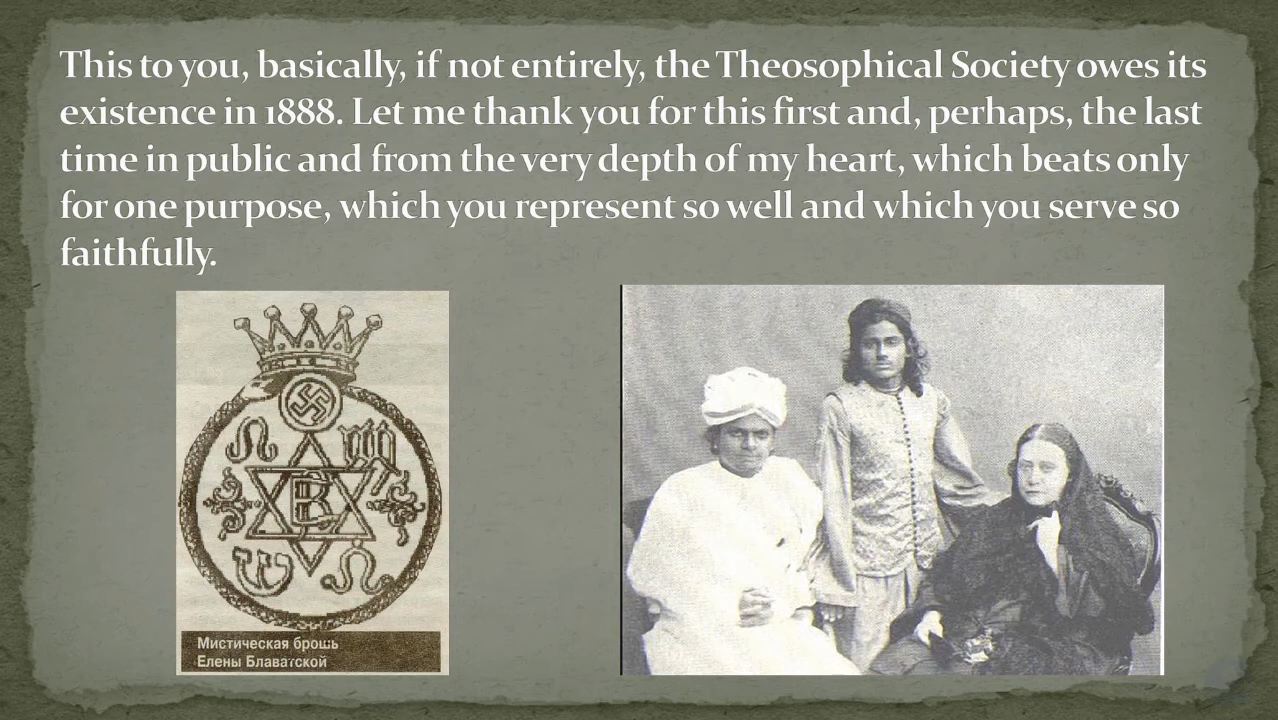 This to you, basically, if not entirely, the Theosophical Society owes its
existence in 1888. Let me thank you for this first and, perhaps, the last
time in public and from the very depth of my heart, which beats only
for one purpose, which you represent so well and which you serve so
faithfully.
Мистическая брошь
Елены Блаватской